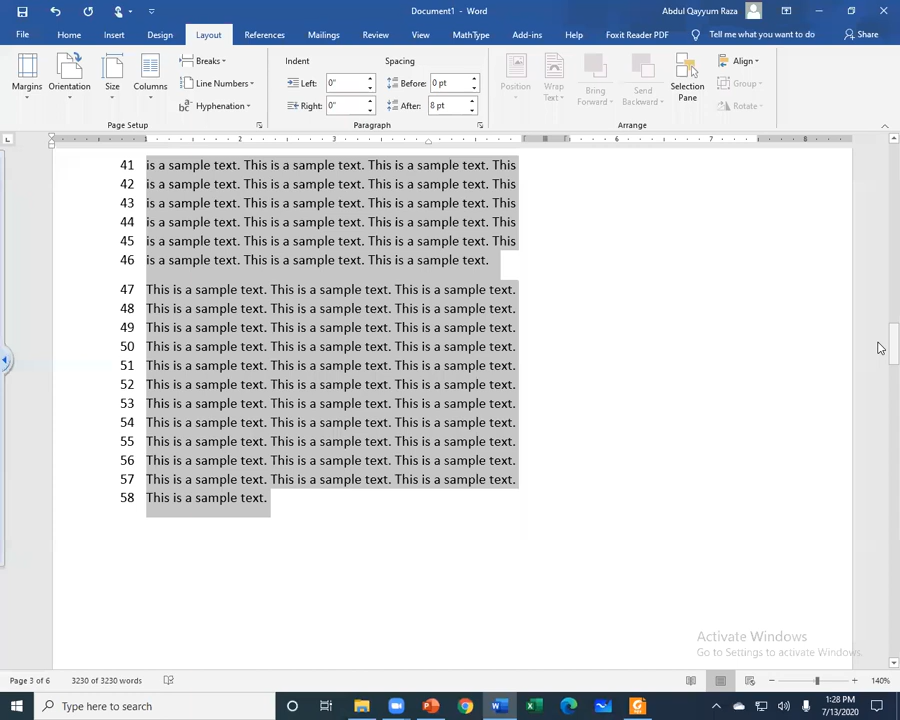 Document1 - Word
Abdul Qayyum Raza
File Home Insert Design Layout References Mailings Review View MathType Add-ins Help Foxit Reader PDF Tell me what you want to do Share
Margins
Orientation
Size
Columns
Breaks
Line Numbers
Hyphenation
Page Setup
Indent
Left: 0"
Right: 0"
Spacing
Before: 0 pt
After: 8 pt
Paragraph
Position
Wrap Text
Bring Forward
Send Backward
Selection Pane
Align
Group
Rotate
Arrange
1 2 3 6 7 8
41 is a sample text. This is a sample text. This is a sample text. This
42 is a sample text. This is a sample text. This is a sample text. This
43 is a sample text. This is a sample text. This is a sample text. This
44 is a sample text. This is a sample text. This is a sample text. This
45 is a sample text. This is a sample text. This is a sample text. This
46 is a sample text. This is a sample text. This is a sample text.
47 This is a sample text. This is a sample text. This is a sample text.
48 This is a sample text. This is a sample text. This is a sample text.
49 This is a sample text. This is a sample text. This is a sample text.
50 This is a sample text. This is a sample text. This is a sample text.
51 This is a sample text. This is a sample text. This is a sample text.
52 This is a sample text. This is a sample text. This is a sample text.
53 This is a sample text. This is a sample text. This is a sample text.
54 This is a sample text. This is a sample text. This is a sample text.
55 This is a sample text. This is a sample text. This is a sample text.
56 This is a sample text. This is a sample text. This is a sample text.
57 This is a sample text. This is a sample text. This is a sample text.
58 This is a sample text.
Activate Windows
Go to Settings to activate Windows.
Page 3 of 6 3230 of 3230 words 140%
Type here to search
1:28 PM
7/13/2020